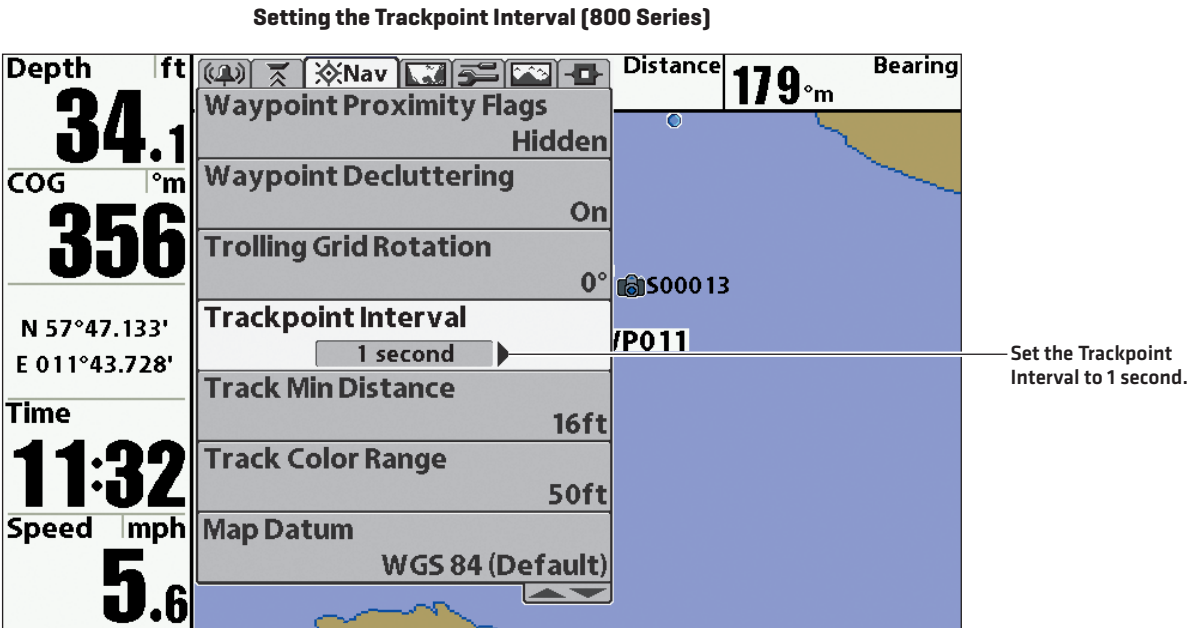 Setting the Trackpoint Interval (800 Series)
Depth ft
34.1
COG °m
356
N 57°47.133'
E 011°43.728'
Time
11:32
Speed mph
5.6
Nav
Waypoint Proximity Flags
Hidden
Waypoint Decluttering
On
Trolling Grid Rotation
0°
Trackpoint Interval
1 second
Track Min Distance
16ft
Track Color Range
50ft
Map Datum
WGS 84 (Default)
Distance
179°m Bearing
S00013
P011
Set the Trackpoint
Interval to 1 second.